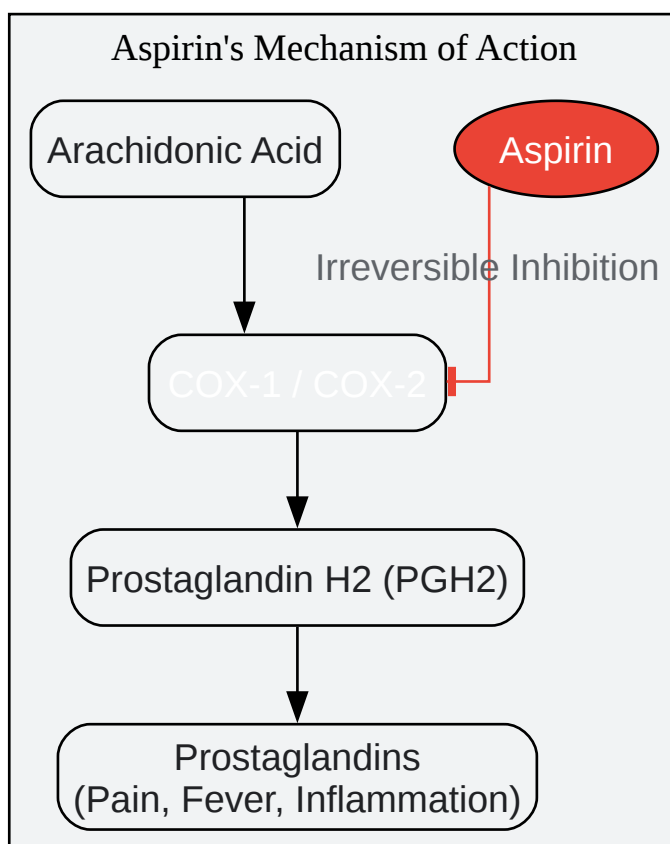 Aspirin's Mechanism of Action
Arachidonic Acid
Aspirin
Irreversible Inhibition
COX-1 / COX-2
Prostaglandin H2 (PGH2)
Prostaglandins
(Pain, Fever, Inflammation)